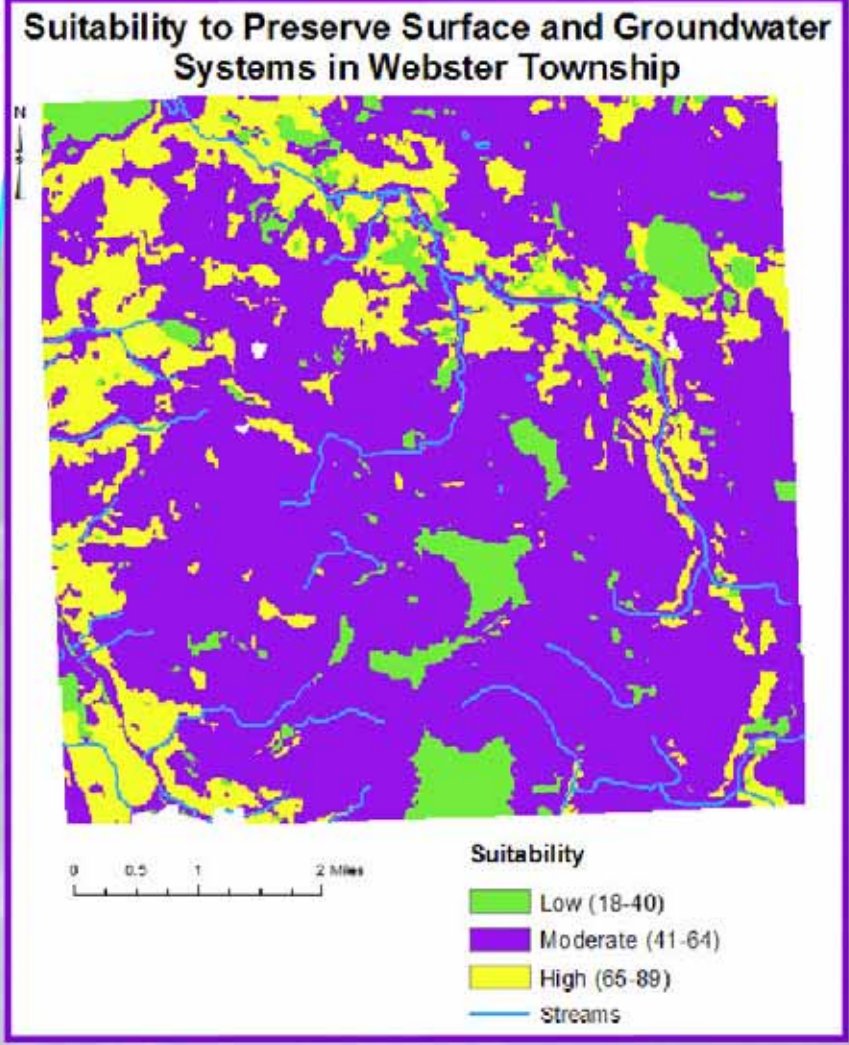 Suitability to Preserve Surface and Groundwater
Systems in Webster Township
N
S
0 0.5 1 2 Miles
Suitability
Low (18-40)
Moderate (41-64)
High (65-89)
Streams